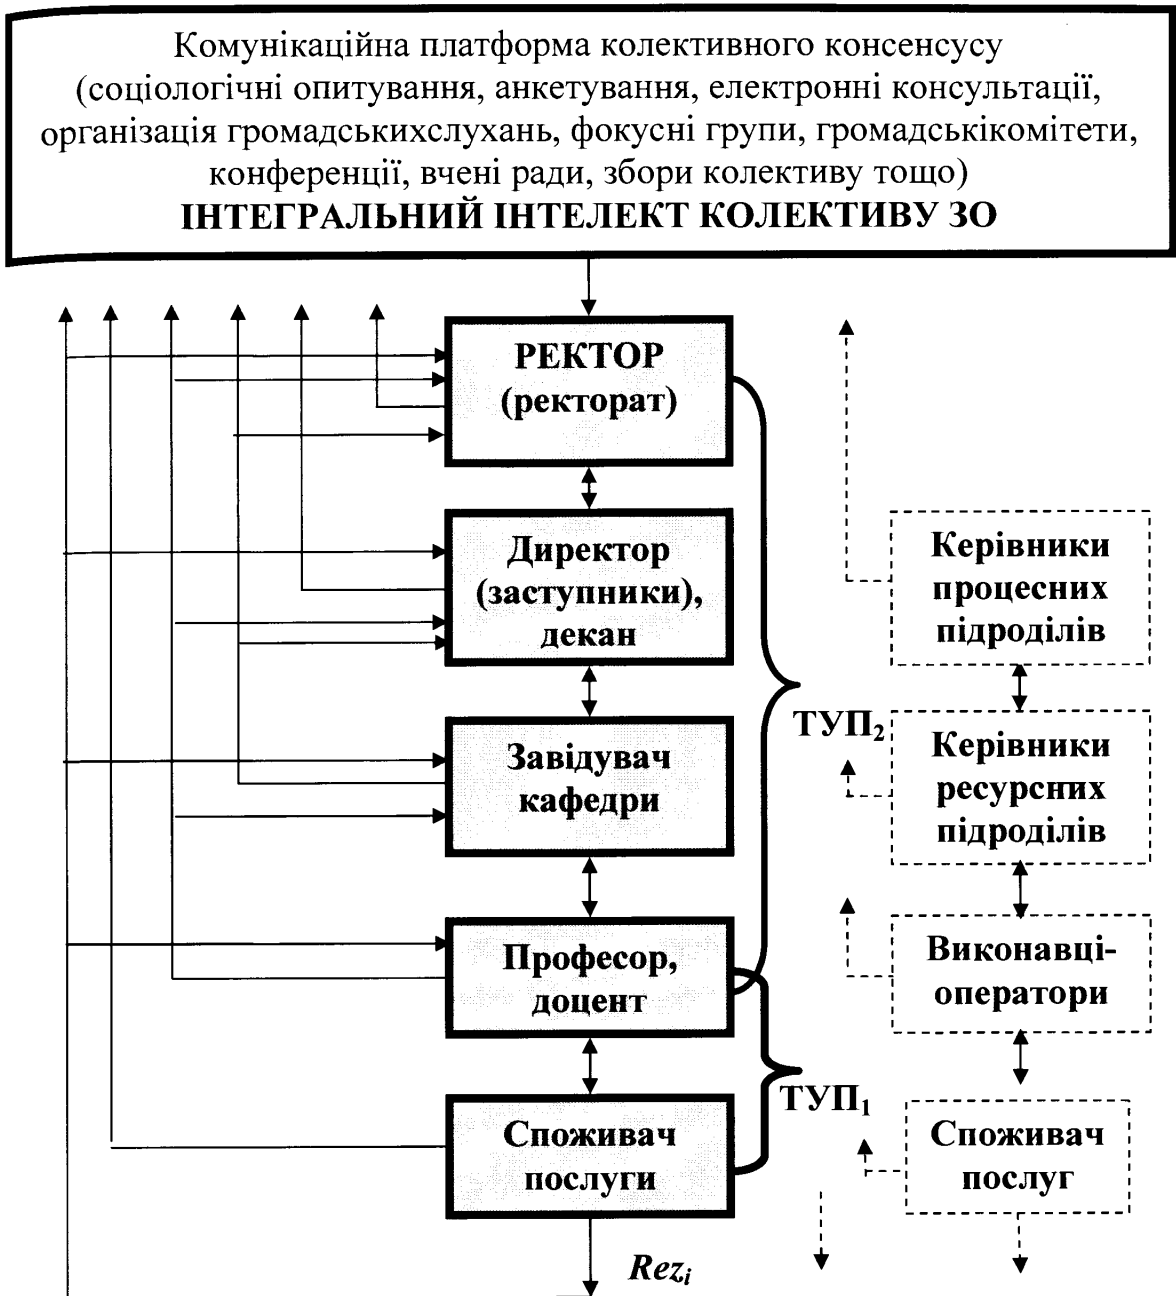 Комунікаційна платформа колективного консенсусу
(соціологічні опитування, анкетування, електронні консультації,
організація громадськихслухань, фокусні групи, громадськікомітети,
конференції, вчені ради, збори колективу тощо)
ІНТЕГРАЛЬНИЙ ІНТЕЛЕКТ КОЛЕКТИВУ ЗО
РЕКТОР
(ректорат)
Директор
(заступники),
декан
Завідувач
кафедри
Професор,
доцент
Споживач
послуги
Rezᵢ
ТУП₂
ТУП₁
Керівники
процесних
підроділів
Керівники
ресурсних
підроділів
Виконавці-
оператори
Споживач
послуг